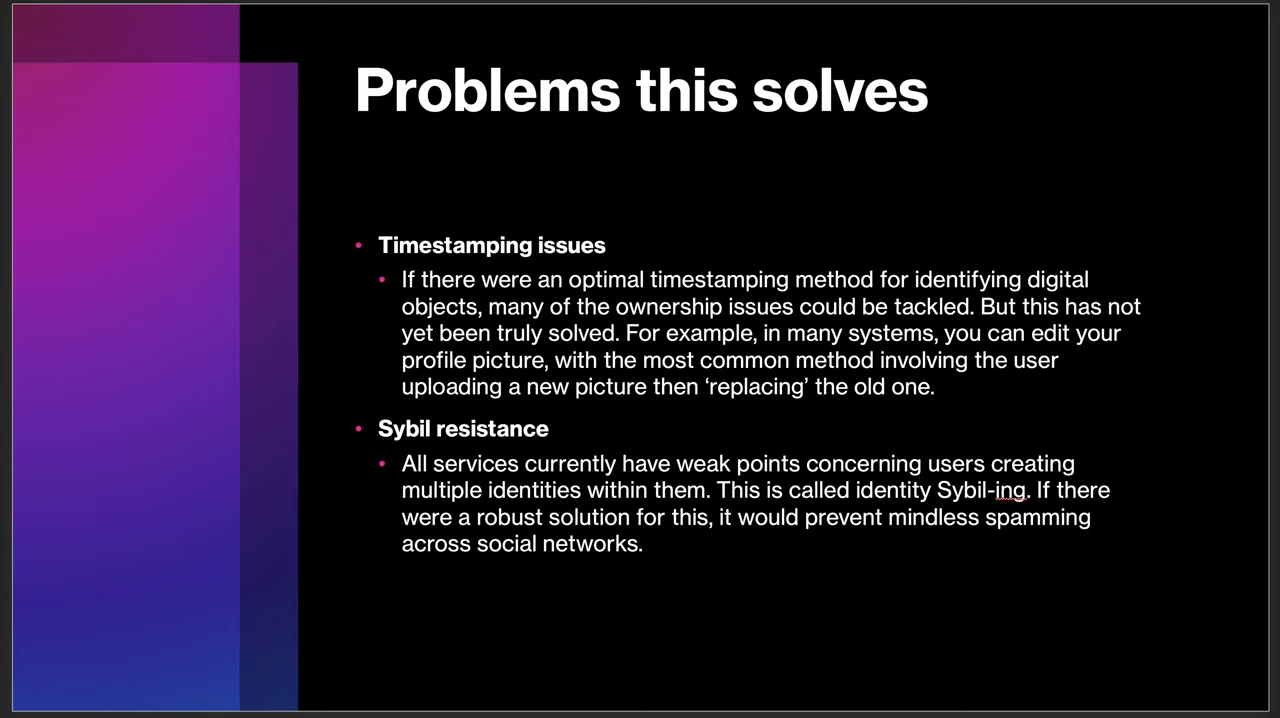 Problems this solves
• Timestamping issues
• If there were an optimal timestamping method for identifying digital
objects, many of the ownership issues could be tackled. But this has not
yet been truly solved. For example, in many systems, you can edit your
profile picture, with the most common method involving the user
uploading a new picture then ‘replacing’ the old one.
• Sybil resistance
• All services currently have weak points concerning users creating
multiple identities within them. This is called identity Sybil-ing. If there
were a robust solution for this, it would prevent mindless spamming
across social networks.